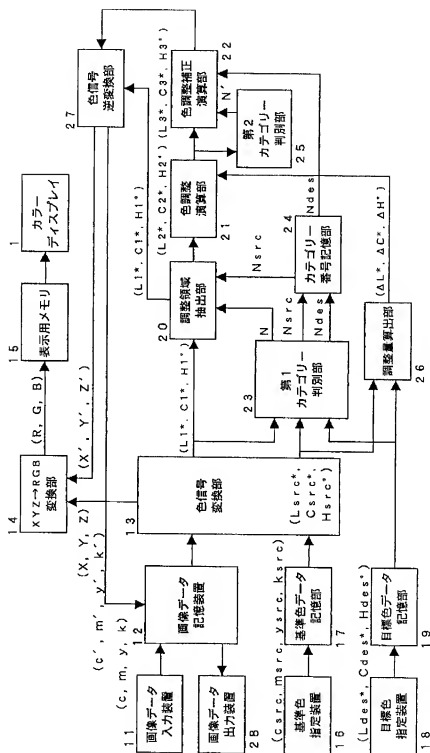 11
画像データ
入力装置
(c, m, y, k)
画像データ
記憶装置
12
画像データ
出力装置
28
(c', m', y', k')
(X', Y', Z')
(X, Y, Z)
14
XYZ→RGB
変換部
(R, G, B)
15
表示用メモリ
カラー
ディスプレイ
1
色信号
逆変換部
27
(L3*, C3*, H3°)
(L1*, C1*, H1°)
(L2*, C2*, H2°)
色調整補正
演算部
22
N'
第2
カテゴリー
判別部
25
色調整
演算部
21
調整領域
抽出部
20
(L1*, C1*, H1°)
N
Nsrc
Nsrc
Ndes
Ndes
カテゴリー
番号記憶部
24
第1
カテゴリー
判別部
23
色信号
変換部
13
(Lsrc*,
Csrc*,
Hsrc°)
(ΔL*, ΔC*, ΔH°)
調整量算出部
26
16
基準色
指定装置
(csrc, msrc, ysrc, ksrc)
基準色データ
記憶部
17
18
目標色
指定装置
(Ldes*, Cdes*, Hdes°)
目標色データ
記憶部
19